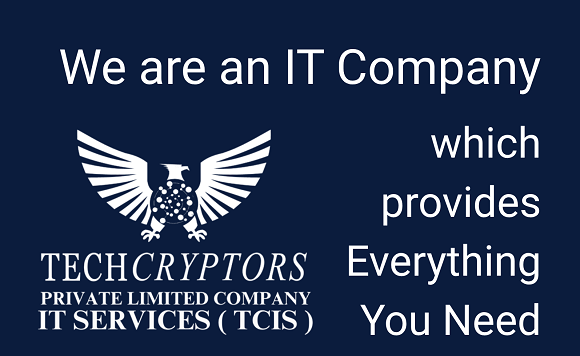 We are an IT Company
which
provides
Everything
You Need
TECHCRYPTORS
PRIVATE LIMITED COMPANY
IT SERVICES ( TCIS )